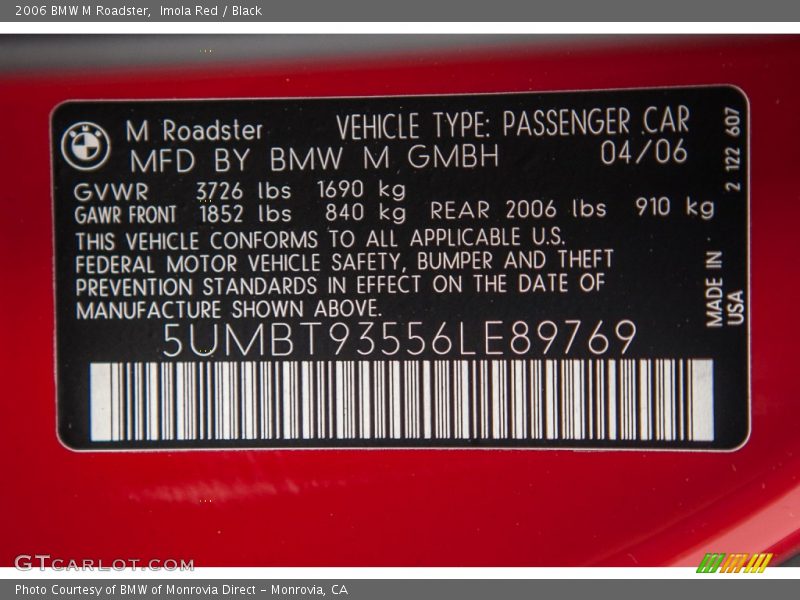 2006 BMW M Roadster, Imola Red / Black
M Roadster VEHICLE TYPE: PASSENGER CAR
MFD BY BMW M GMBH 04/06
GVWR 3726 lbs 1690 kg
GAWR FRONT 1852 lbs 840 kg REAR 2006 lbs 910 kg
THIS VEHICLE CONFORMS TO ALL APPLICABLE U.S.
FEDERAL MOTOR VEHICLE SAFETY, BUMPER AND THEFT
PREVENTION STANDARDS IN EFFECT ON THE DATE OF
MANUFACTURE SHOWN ABOVE.
5UMBT93556LE89769
2 122 607
MADE IN
USA
GTCARLOT.COM
Photo Courtesy of BMW of Monrovia Direct - Monrovia, CA